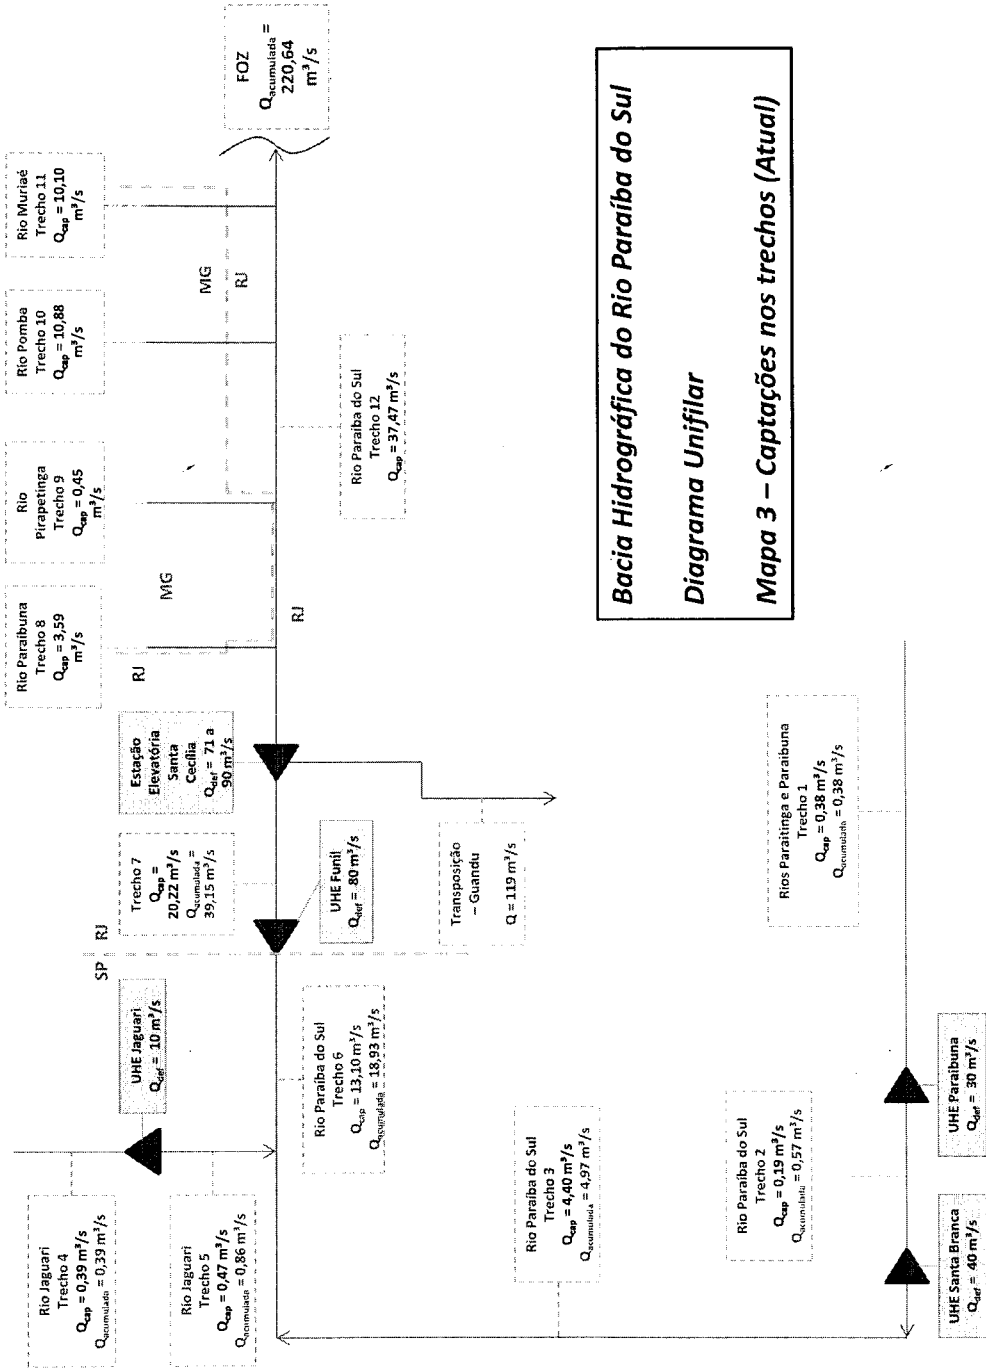 Rio Jaguari
Trecho 4
Qcap = 0,39 m³/s
Qacumulada = 0,39 m³/s
Rio Jaguari
Trecho 5
Qcap = 0,47 m³/s
Qacumulada = 0,86 m³/s
UHE Jaguari
Qdef = 10 m³/s
SP
RJ
Trecho 7
Qcap =
20,22 m³/s
Qacumulada =
39,15 m³/s
Estação
Elevatória
Santa
Cecília
Qdef = 71 a
90 m³/s
Rio Paraibuna
Trecho 8
Qcap = 3,59
m³/s
Rio
Pirapetinga
Trecho 9
Qcap = 0,45
m³/s
Rio Pomba
Trecho 10
Qcap = 10,88
m³/s
Rio Muriaé
Trecho 11
Qcap = 10,10
m³/s
RJ
MG
RJ
MG
RJ
FOZ
Qacumulada =
220,64
m³/s
Rio Paraíba do Sul
Trecho 6
Qcap = 13,10 m³/s
Qacumulada = 18,93 m³/s
UHE Funil
Qdef = 80 m³/s
Transposição
– Guandu
Q = 119 m³/s
Rio Paraíba do Sul
Trecho 12
Qcap = 37,47 m³/s
Rio Paraíba do Sul
Trecho 3
Qcap = 4,40 m³/s
Qacumulada = 4,97 m³/s
Rio Paraíba do Sul
Trecho 2
Qcap = 0,19 m³/s
Qacumulada = 0,57 m³/s
Rios Paraitinga e Paraibuna
Trecho 1
Qcap = 0,38 m³/s
Qacumulada = 0,38 m³/s
UHE Santa Branca
Qdef = 40 m³/s
UHE Paraibuna
Qdef = 30 m³/s
Bacia Hidrográfica do Rio Paraíba do Sul
Diagrama Unifilar
Mapa 3 – Captações nos trechos (Atual)